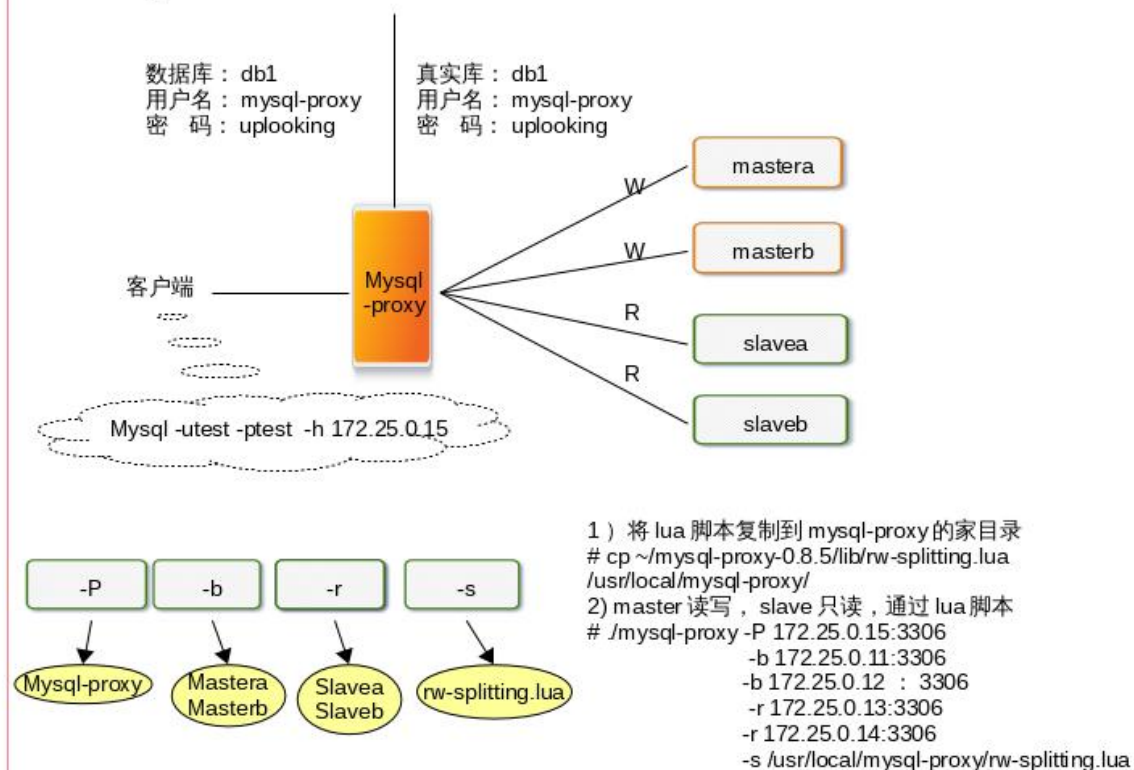 数据库： db1
用户名： mysql-proxy
密 码： uplooking
真实库： db1
用户名： mysql-proxy
密 码： uplooking
mastera
W
masterb
W
客户端
Mysql
-proxy
R
slavea
R
slaveb
Mysql -utest -ptest -h 172.25.0.15
-P
-b
-r
-s
Mysql-proxy
Mastera
Masterb
Slavea
Slaveb
rw-splitting.lua
1 ）将 lua 脚本复制到 mysql-proxy 的家目录
# cp ~/mysql-proxy-0.8.5/lib/rw-splitting.lua
/usr/local/mysql-proxy/
2) master 读写 ， slave 只读 ，通过 lua 脚本
# ./mysql-proxy -P 172.25.0.15:3306
-b 172.25.0.11:3306
-b 172.25.0.12 ： 3306
-r 172.25.0.13:3306
-r 172.25.0.14:3306
-s /usr/local/mysql-proxy/rw-splitting.lua